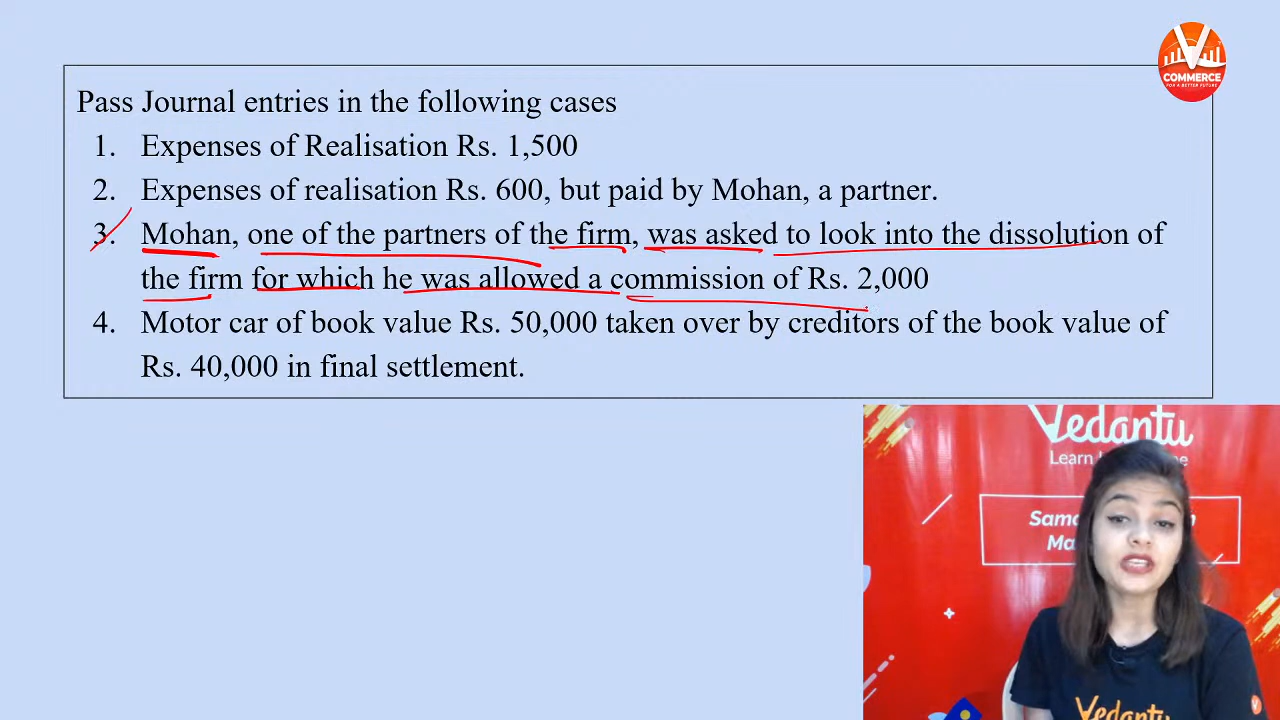 COMMERCE
FOR A BETTER FUTURE
Pass Journal entries in the following cases
1. Expenses of Realisation Rs. 1,500
2. Expenses of realisation Rs. 600, but paid by Mohan, a partner.
3. Mohan, one of the partners of the firm, was asked to look into the dissolution of
the firm for which he was allowed a commission of Rs. 2,000
4. Motor car of book value Rs. 50,000 taken over by creditors of the book value of
Rs. 40,000 in final settlement.
Vedantu
Learn
Vedantu